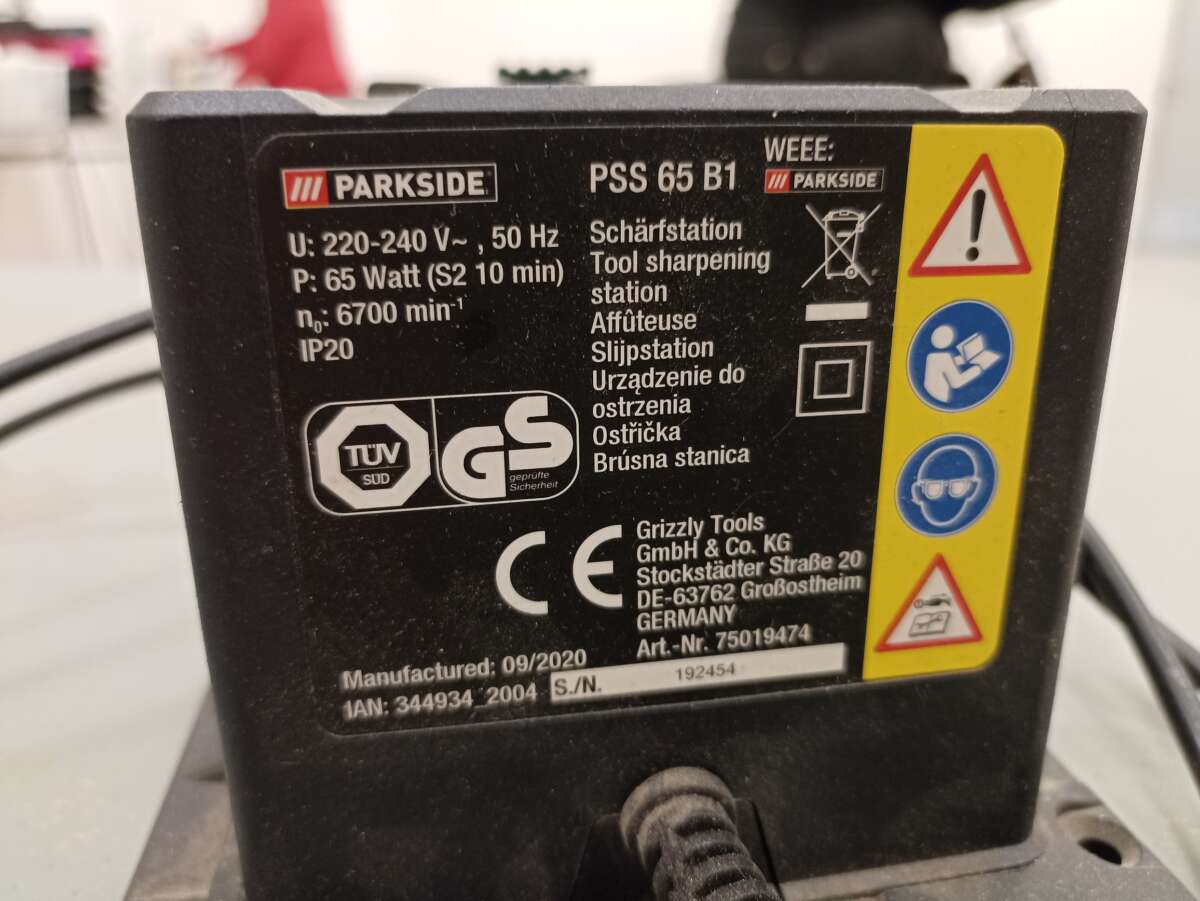 PARKSIDE
U: 220-240 V~ , 50 Hz
P: 65 Watt (S2 10 min)
n₀: 6700 min⁻¹
IP20
TÜV
SÜD
GS
geprüfte
Sicherheit
PSS 65 B1
Schärfstation
Tool sharpening
station
Affûteuse
Slijpstation
Urządzenie do
ostrzenia
Ostřička
Brúsna stanica
WEEE:
PARKSIDE
CE
Grizzly Tools
GmbH & Co. KG
Stockstädter Straße 20
DE-63762 Großostheim
GERMANY
Art.-Nr. 75019474
Manufactured: 09/2020
IAN: 344934_2004
S./N. 192454